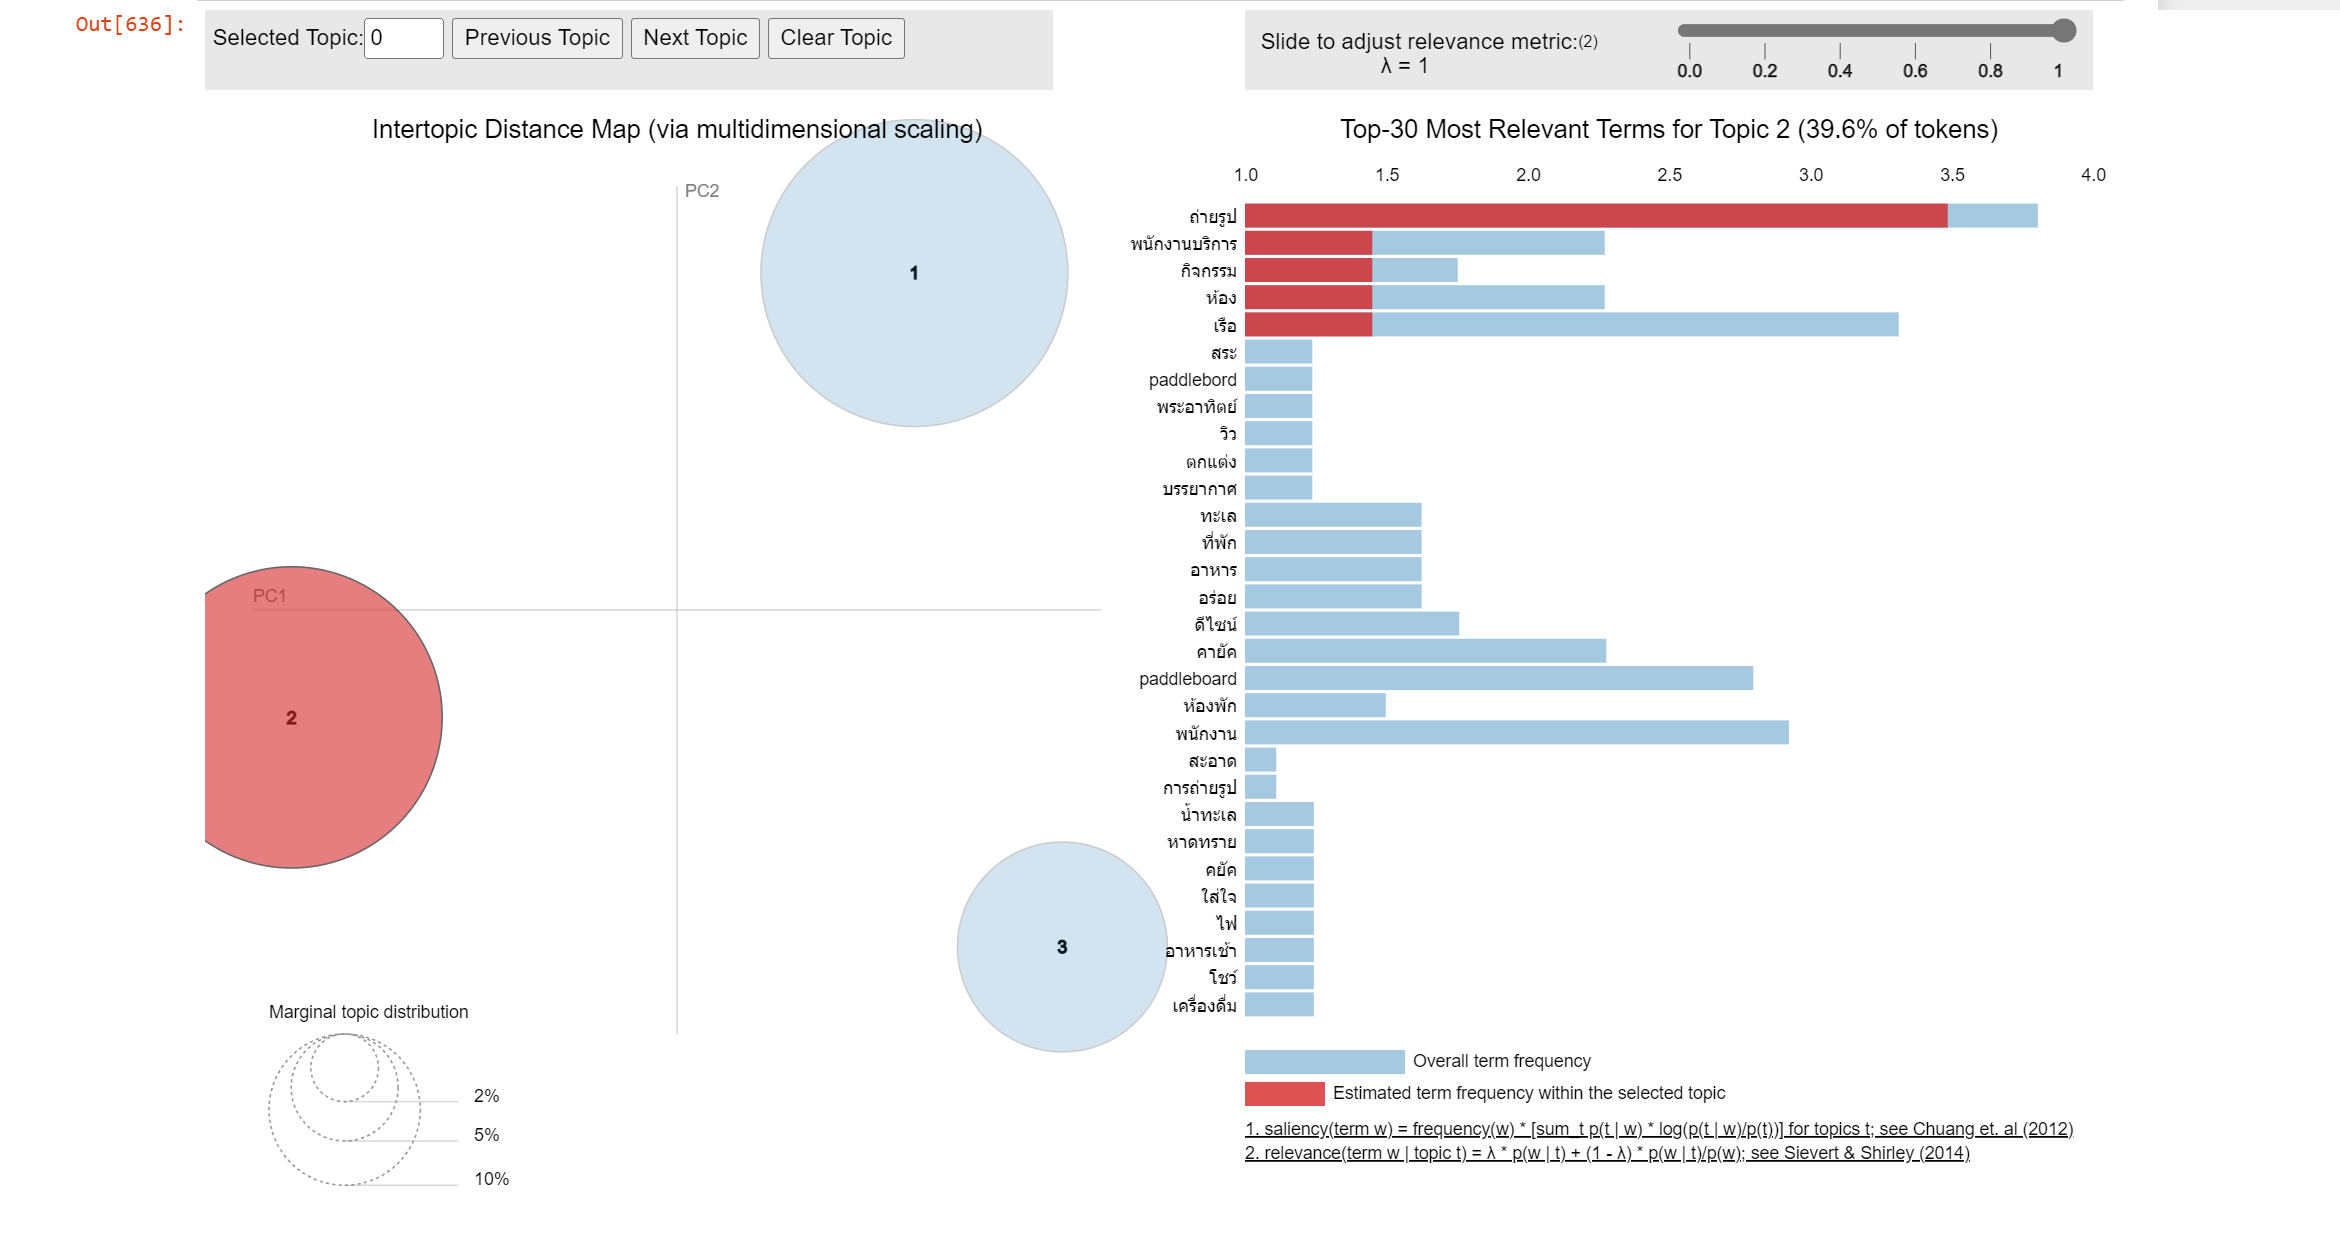 Out[636]:
Selected Topic: 0 Previous Topic Next Topic Clear Topic
Slide to adjust relevance metric:(2)
λ = 1
0.0 0.2 0.4 0.6 0.8 1
Intertopic Distance Map (via multidimensional scaling)
PC2
PC1
1
2
3
Marginal topic distribution
2%
5%
10%
Top-30 Most Relevant Terms for Topic 2 (39.6% of tokens)
1.0 1.5 2.0 2.5 3.0 3.5 4.0
ถ่ายรูป
พนักงานบริการ
กิจกรรม
ห้อง
เรือ
สระ
paddlebord
พระอาทิตย์
วิว
ตกแต่ง
บรรยากาศ
ทะเล
ที่พัก
อาหาร
อร่อย
ดีไซน์
คายัค
paddleboard
ห้องพัก
พนักงาน
สะอาด
การถ่ายรูป
น้ำทะเล
หาดทราย
คยัค
ใส่ใจ
ไฟ
อาหารเช้า
โชว์
เครื่องดื่ม
Overall term frequency
Estimated term frequency within the selected topic
1. saliency(term w) = frequency(w) * [sum_t p(t | w) * log(p(t | w)/p(t))] for topics t; see Chuang et. al (2012)
2. relevance(term w | topic t) = λ * p(w | t) + (1 - λ) * p(w | t)/p(w); see Sievert & Shirley (2014)